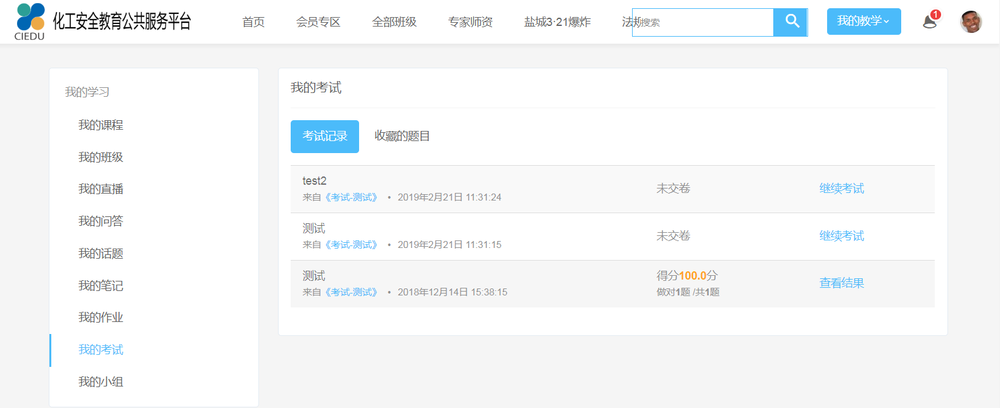 CIEDU
化工安全教育公共服务平台
首页
会员专区
全部班级
专家师资
盐城3·21爆炸
法规
搜索
我的教学
1
我的学习
我的课程
我的班级
我的直播
我的问答
我的话题
我的笔记
我的作业
我的考试
我的小组
我的考试
考试记录
收藏的题目
test2
来自《考试-测试》 • 2019年2月21日 11:31:24
未交卷
继续考试
测试
来自《考试-测试》 • 2019年2月21日 11:31:15
未交卷
继续考试
测试
来自《考试-测试》 • 2018年12月14日 15:38:15
得分100.0分
做对1题 /共1题
查看结果